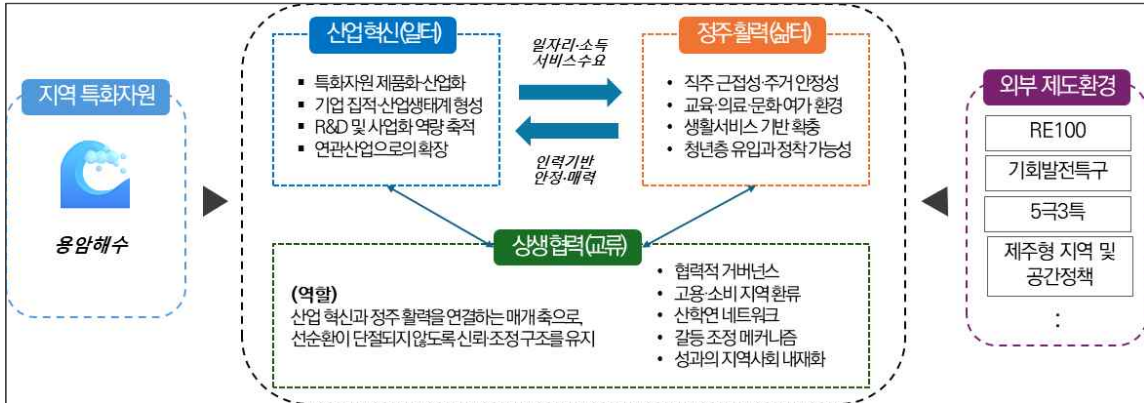 지역 특화자원
용암해수
산업 혁신(일터)
▪ 특화자원 제품화·산업화
▪ 기업 집적·산업생태계 형성
▪ R&D 및 사업화 역량 축적
▪ 연관산업으로의 확장
일자리·소득
서비스수요
인력기반
안정·매력
정주 활력(삶터)
• 직주 근접성·주거 안정성
• 교육·의료·문화·여가 환경
• 생활서비스 기반 확충
• 청년층 유입과 정착 가능성
상생 협력(교류)
(역할)
산업 혁신과 정주 활력을 연결하는 매개 축으로,
선순환이 단절되지 않도록 신뢰·조정 구조를 유지
• 협력적 거버넌스
• 고용·소비 지역 환류
• 산학연 네트워크
• 갈등 조정 메커니즘
• 성과의 지역사회 내재화
외부 제도환경
RE100
기회발전특구
5극3특
제주형 지역 및
공간정책
: